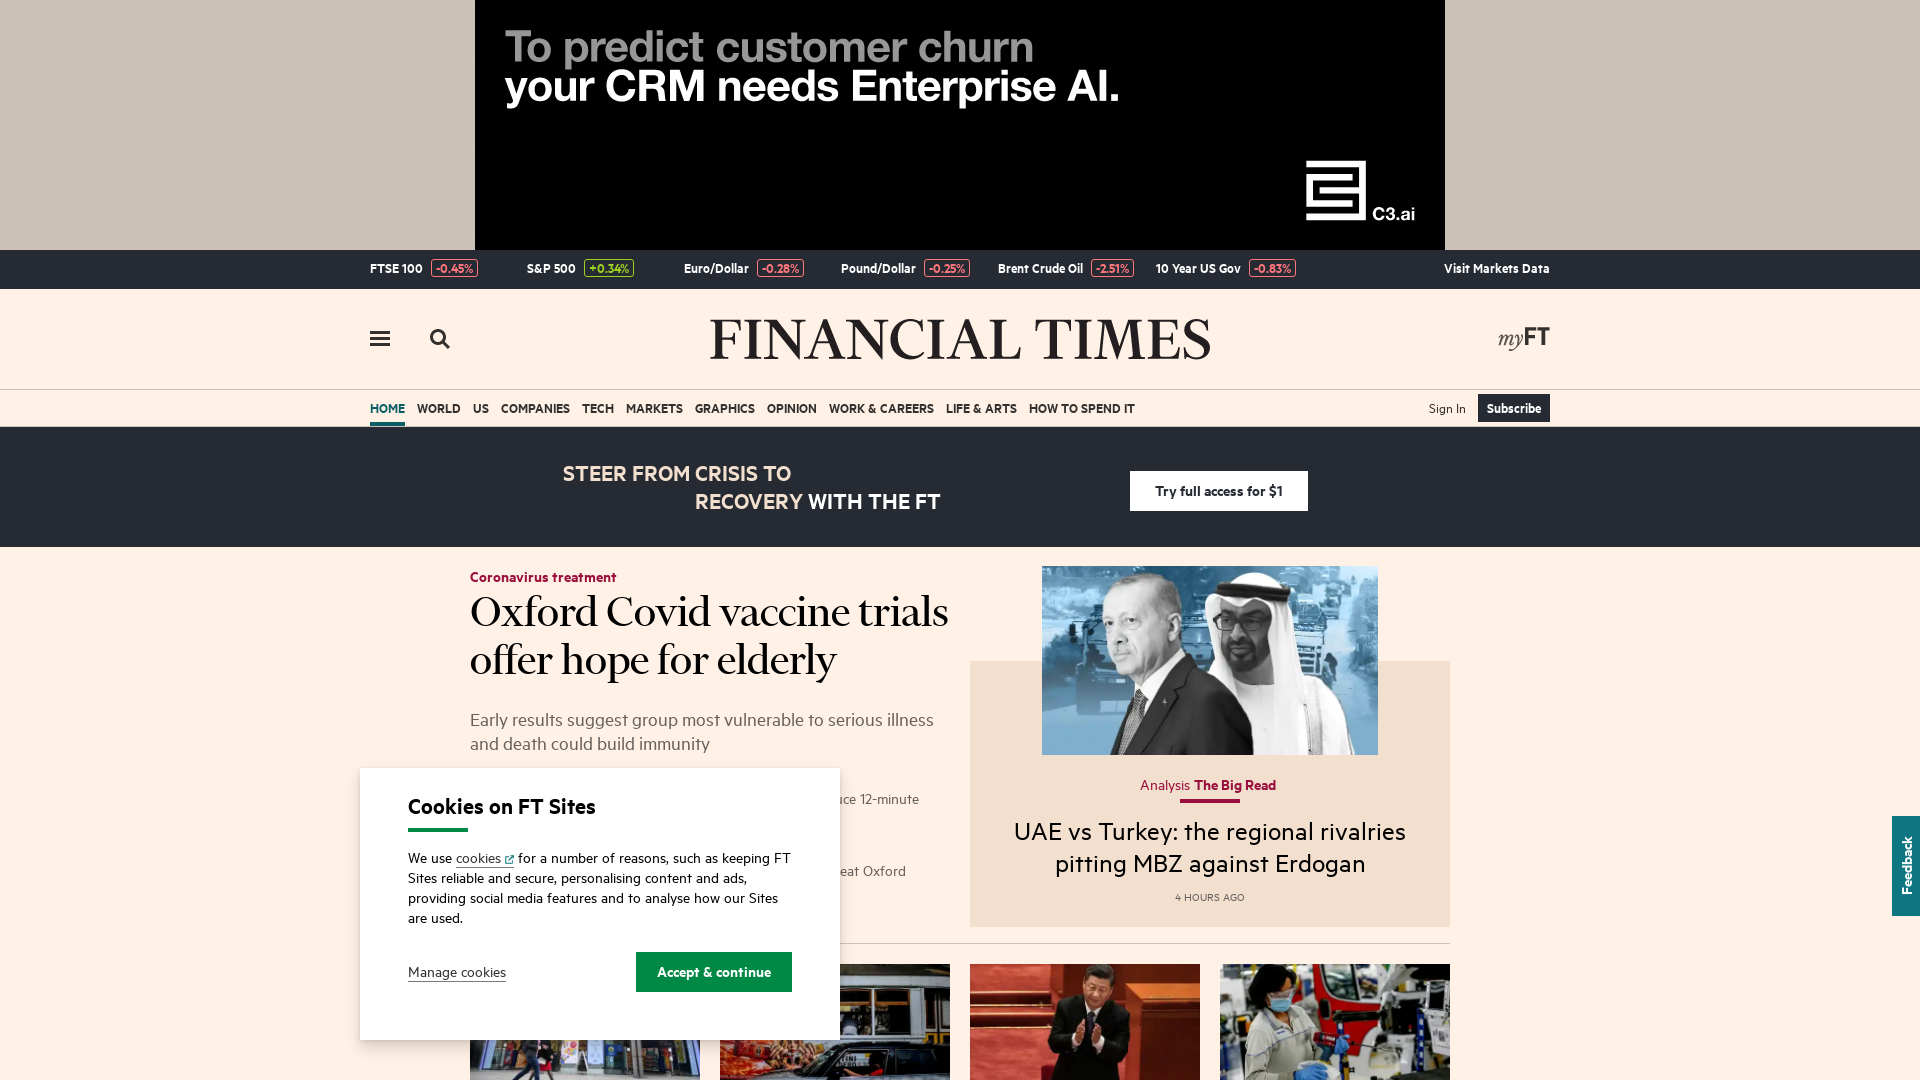 To predict customer churn
your CRM needs Enterprise AI.
C3.ai
FTSE 100 -0.45% S&P 500 +0.34% Euro/Dollar -0.28% Pound/Dollar -0.25% Brent Crude Oil -2.51% 10 Year US Gov -0.83% Visit Markets Data
FINANCIAL TIMES
myFT
HOME WORLD US COMPANIES TECH MARKETS GRAPHICS OPINION WORK & CAREERS LIFE & ARTS HOW TO SPEND IT Sign In Subscribe
STEER FROM CRISIS TO
RECOVERY WITH THE FT
Try full access for $1
Coronavirus treatment
Oxford Covid vaccine trials
offer hope for elderly
Early results suggest group most vulnerable to serious illness
and death could build immunity
12-minute
Oxford
Analysis The Big Read
UAE vs Turkey: the regional rivalries
pitting MBZ against Erdogan
4 HOURS AGO
Cookies on FT Sites
We use cookies for a number of reasons, such as keeping FT
Sites reliable and secure, personalising content and ads,
providing social media features and to analyse how our Sites
are used.
Manage cookies
Accept & continue
Feedback